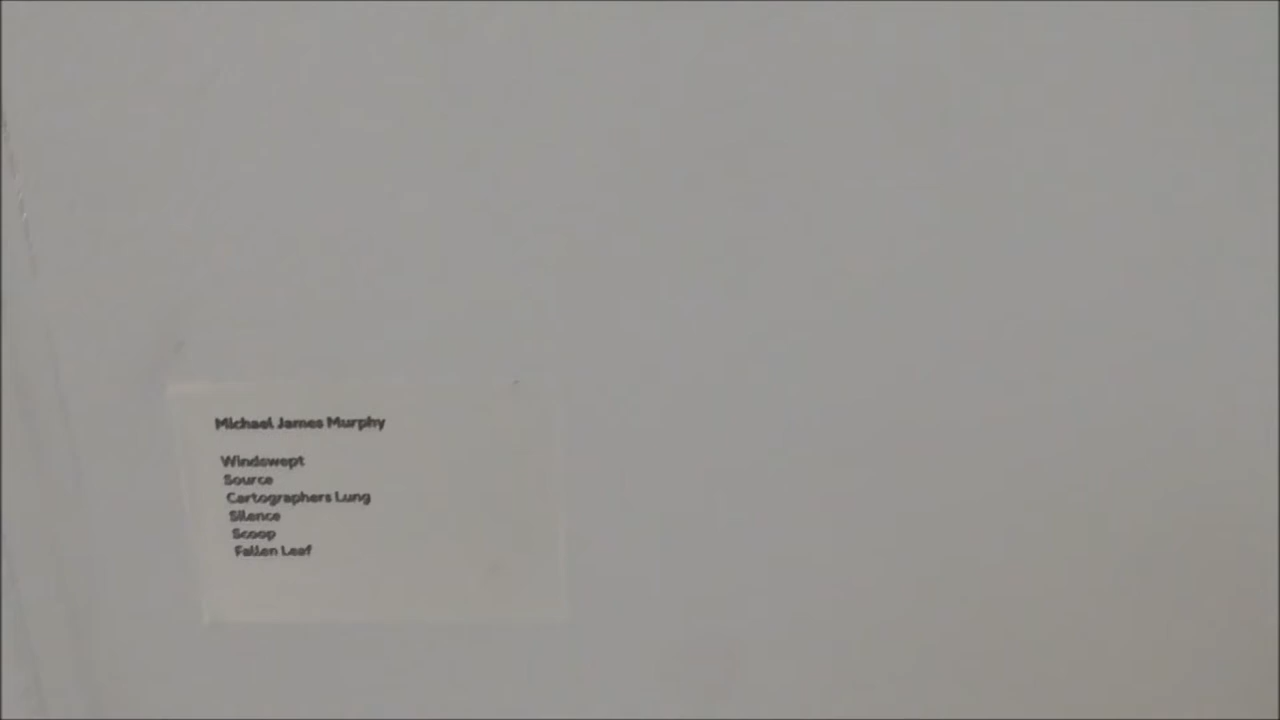 Michael James Murphy
Windswept
Source
Cartographers Lung
Silence
Scoop
Fallen Leaf